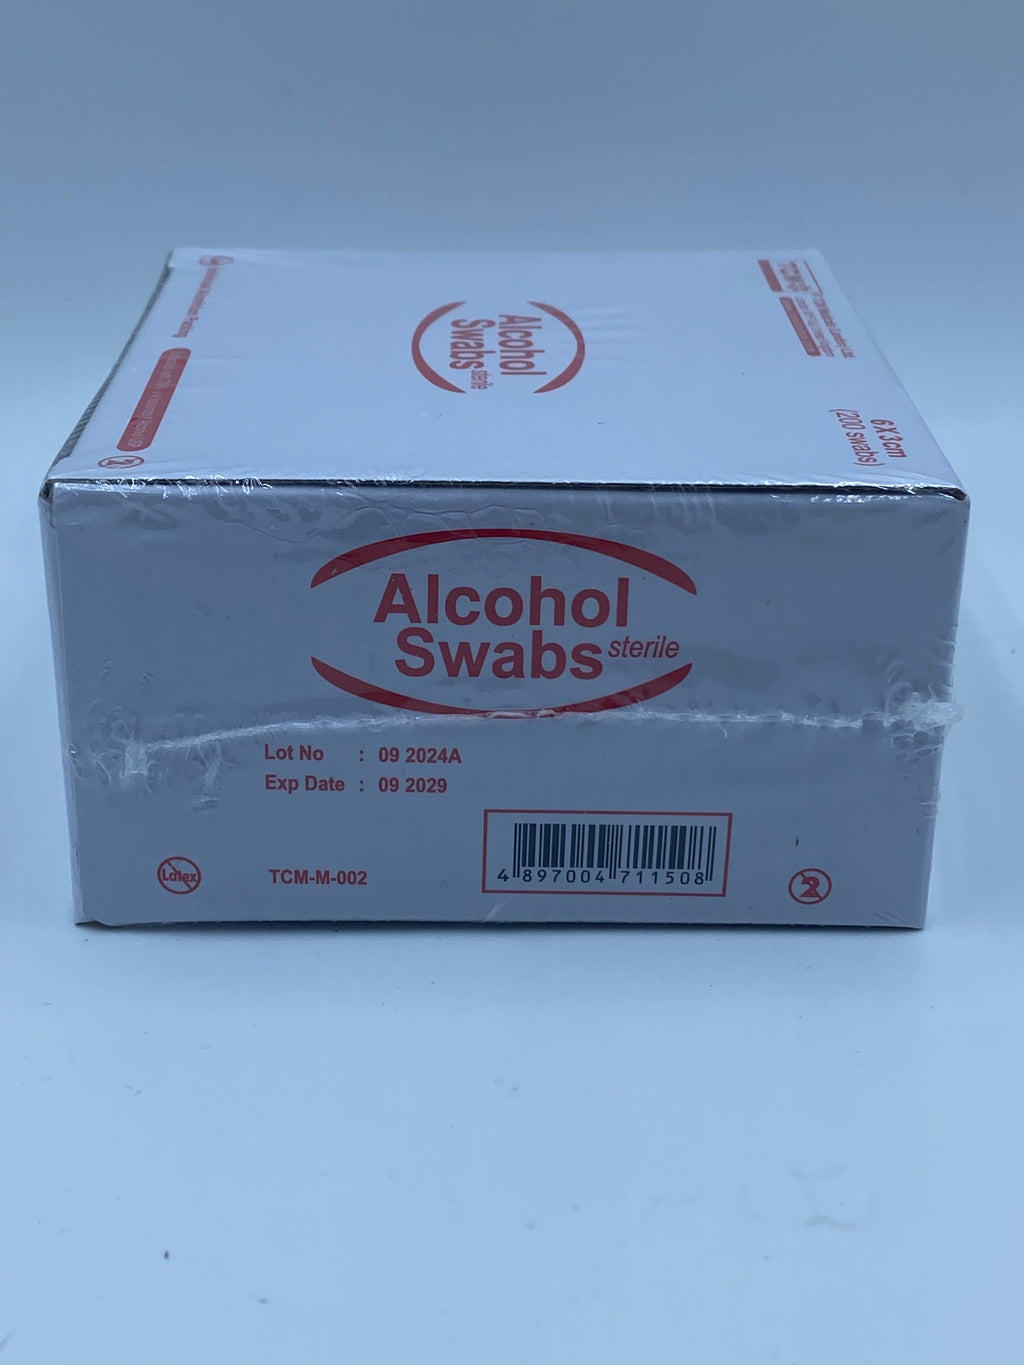 Alcohol
Swabs
sterile
6 X 3cm
(200 swabs)
Alcohol
Swabs sterile
Lot No : 09 2024A
Exp Date : 09 2029
Latex
TCM-M-002
4 897004 711508
2